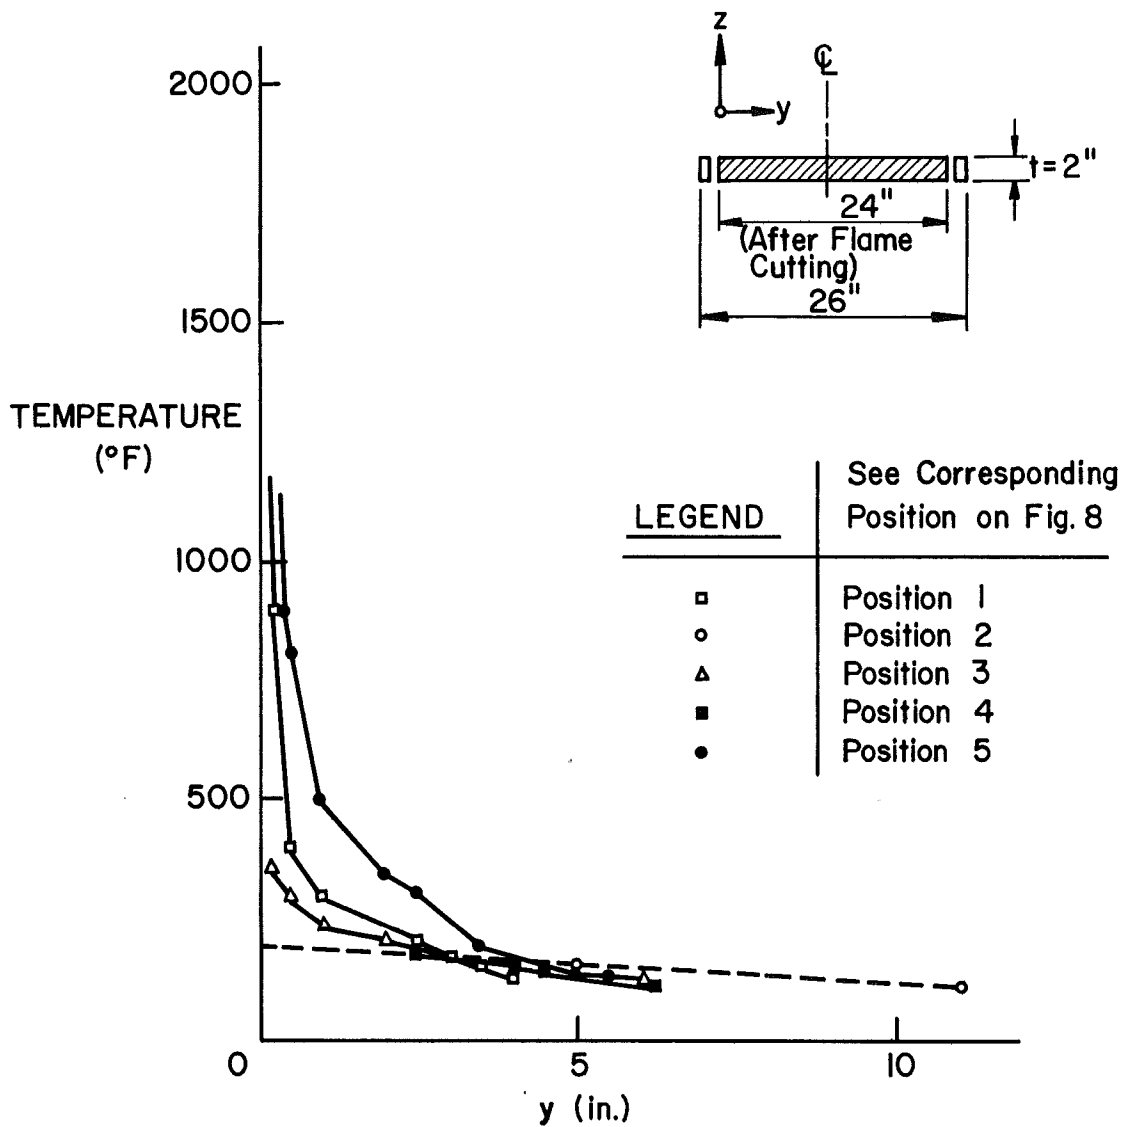 z
℄
2000
y
t=2"
24"
(After Flame
Cutting)
26"
1500
TEMPERATURE
(°F)
See Corresponding
LEGEND
Position on Fig. 8
1000
Position 1
Position 2
Position 3
Position 4
Position 5
500
0
5
10
y (in.)